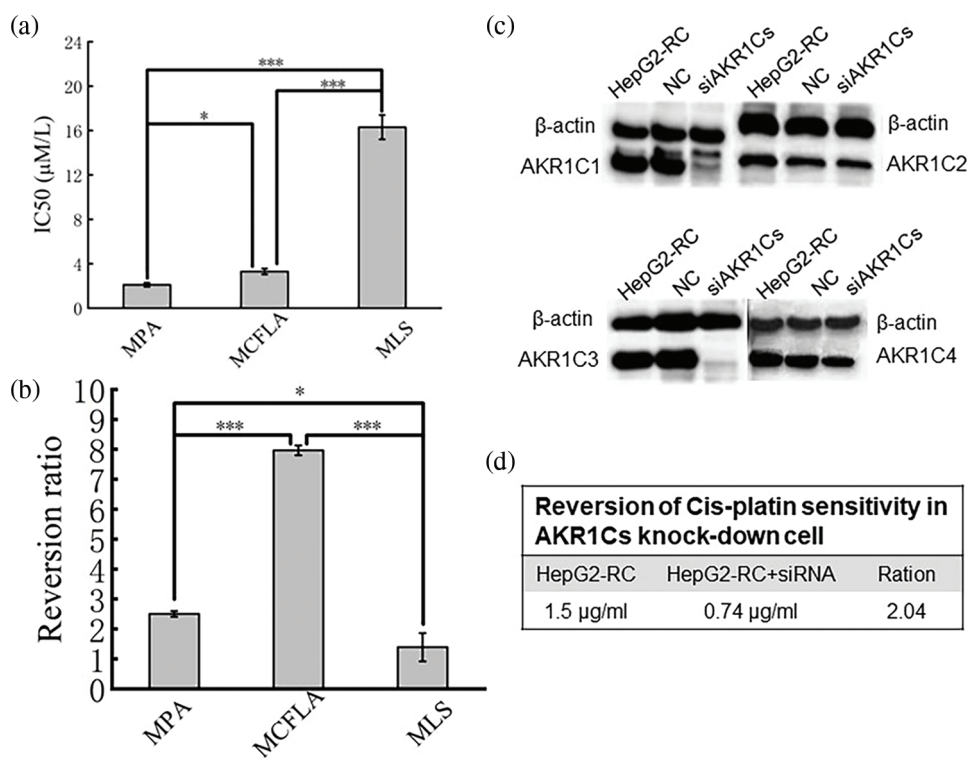 (a)
24
20
16
12
8
4
0
IC50 (μM/L)
***
***
*
MPA
MCFLA
MLS
(b)
10
9
8
7
6
5
4
3
2
1
0
Reversion ratio
*
***
***
MPA
MCFLA
MLS
(c)
HepG2-RC
NC
siAKR1Cs
HepG2-RC
NC
siAKR1Cs
β-actin
β-actin
AKR1C1
AKR1C2
HepG2-RC
NC
siAKR1Cs
HepG2-RC
NC
siAKR1Cs
β-actin
β-actin
AKR1C3
AKR1C4
(d)
Reversion of Cis-platin sensitivity in
AKR1Cs knock-down cell
HepG2-RC HepG2-RC+siRNA Ration
1.5 μg/ml 0.74 μg/ml 2.04